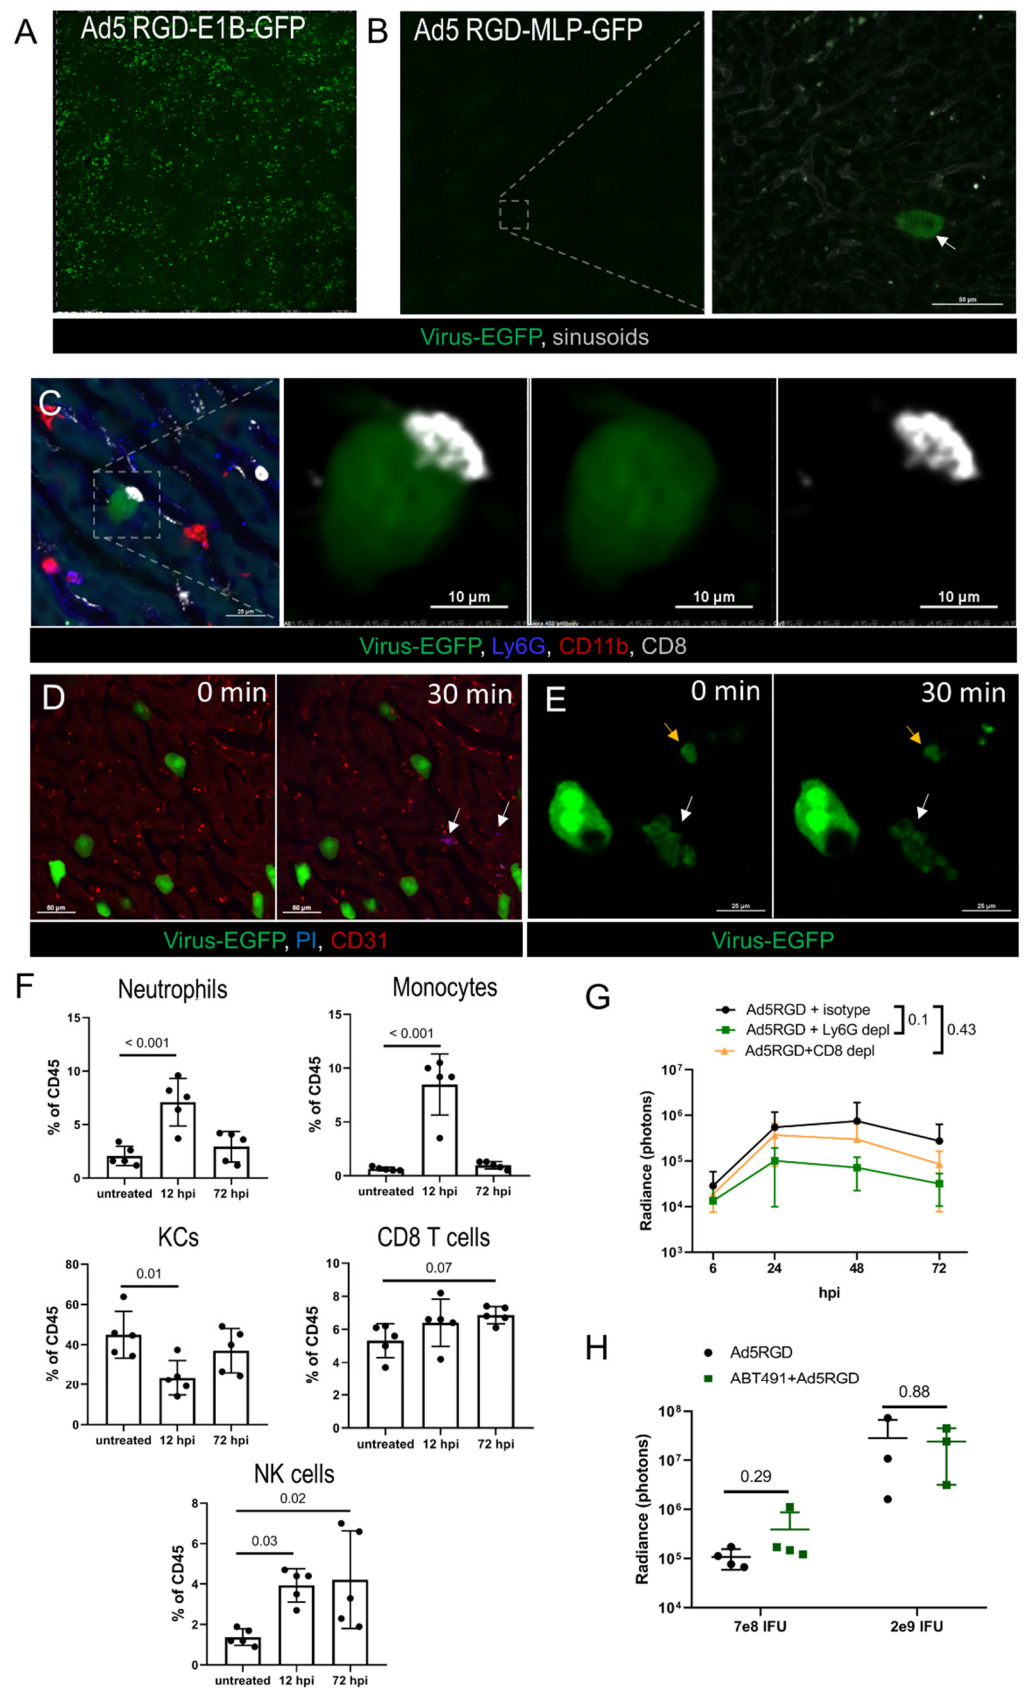 A
Ad5 RGD-E1B-GFP
B
Ad5 RGD-MLP-GFP
50 µm
Virus-EGFP, sinusoids
C
25 µm
10 µm
10 µm
10 µm
Virus-EGFP, Ly6G, CD11b, CD8
D
0 min
30 min
50 µm
50 µm
Virus-EGFP, PI, CD31
E
0 min
30 min
25 µm
25 µm
Virus-EGFP
F
Neutrophils
% of CD45
15
10
5
0
< 0.001
untreated 12 hpi 72 hpi
Monocytes
% of CD45
15
10
5
0
< 0.001
untreated 12 hpi 72 hpi
KCs
% of CD45
80
60
40
20
0
0.01
untreated 12 hpi 72 hpi
CD8 T cells
% of CD45
10
8
6
4
2
0
0.07
untreated 12 hpi 72 hpi
NK cells
% of CD45
8
6
4
2
0
0.02
0.03
untreated 12 hpi 72 hpi
G
Ad5RGD + isotype
Ad5RGD + Ly6G depl
Ad5RGD+CD8 depl
0.1
0.43
Radiance (photons)
10⁷
10⁶
10⁵
10⁴
10³
6 24 48 72
hpi
H
Ad5RGD
ABT491+Ad5RGD
Radiance (photons)
10⁸
10⁷
10⁶
10⁵
10⁴
0.29
0.88
7e8 IFU 2e9 IFU